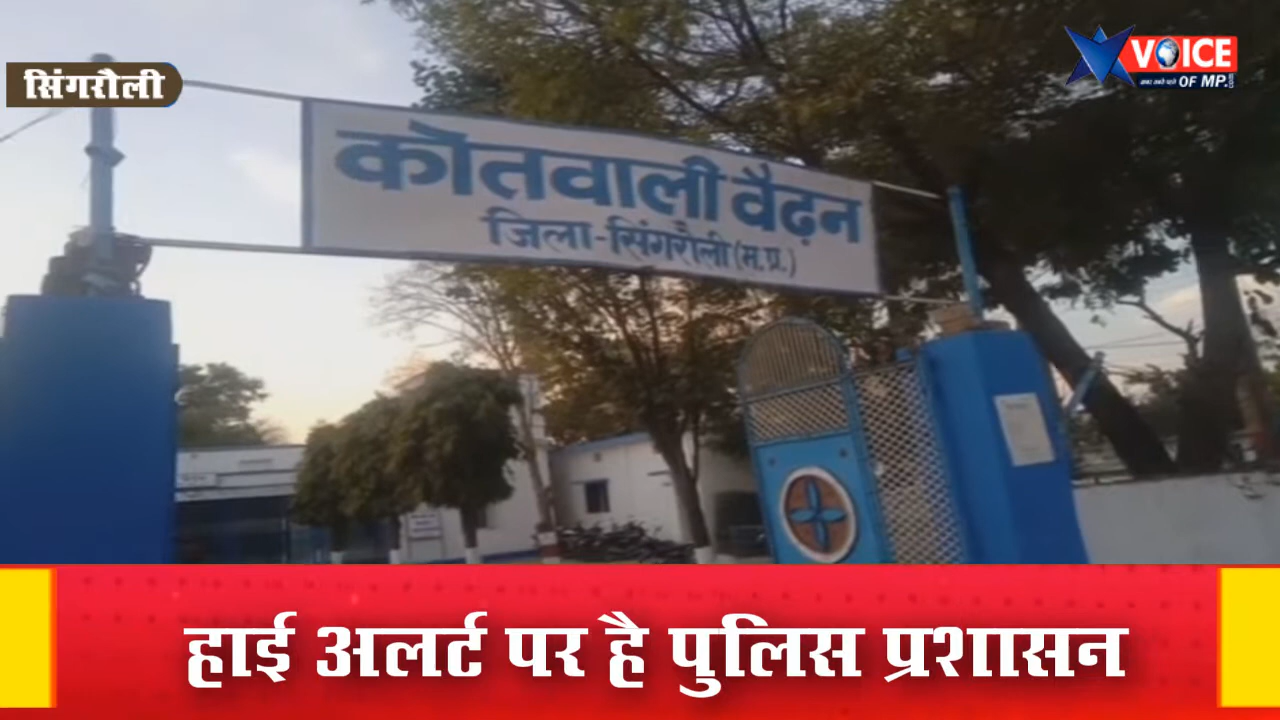 सिंगरौली
VOICE
OF MP.
कोतवाली वैढ़न
जिला-सिंगरौली (म.प्र.)
हाई अलर्ट पर है पुलिस प्रशासन